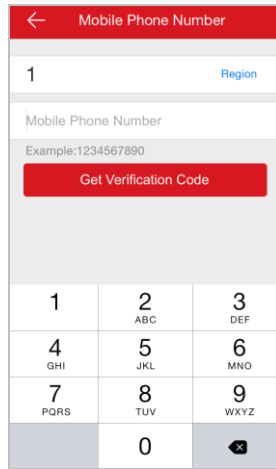 Mobile Phone Number
1 Region
Mobile Phone Number
Example:1234567890
Get Verification Code
1 2 3
ABC DEF
4 5 6
GHI JKL MNO
7 8 9
PQRS TUV WXYZ
0